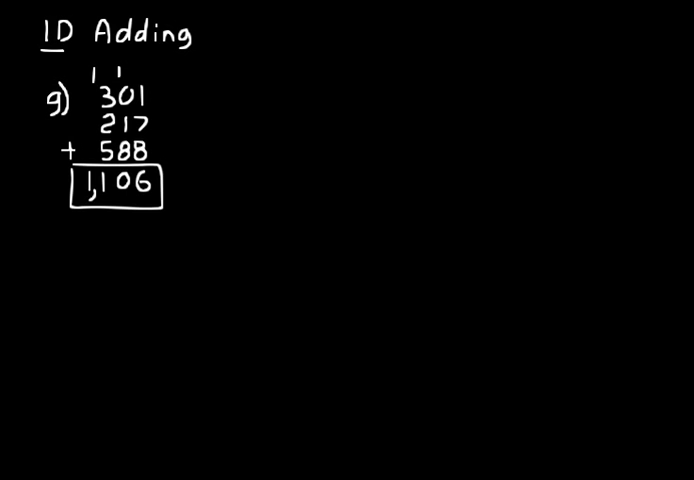 1D Adding
1 1
g) 301
217
+ 588
1,106